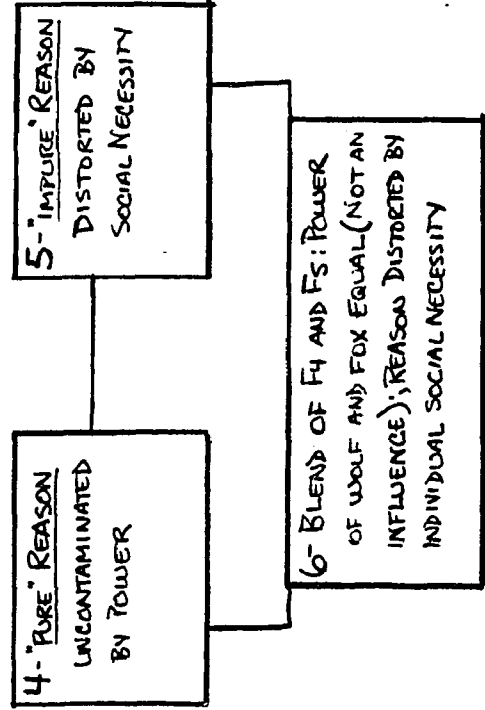 4-"PURE" REASON
UNCONTAMINATED
BY POWER
5-"IMPURE" REASON
DISTORTED BY
SOCIAL NECESSITY
6- BLEND OF F4 AND F5: POWER
OF WOLF AND FOX EQUAL (NOT AN
INFLUENCE); REASON DISTORTED BY
INDIVIDUAL SOCIAL NECESSITY